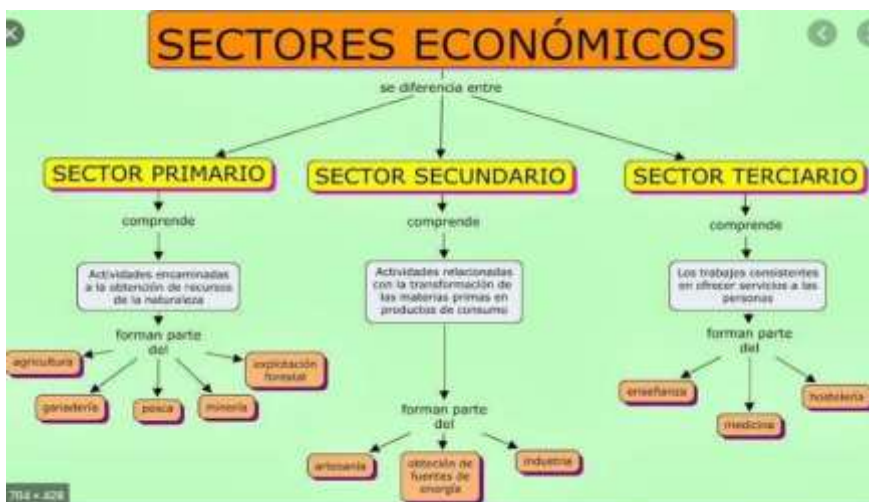 SECTORES ECONÓMICOS
se diferencia entre
SECTOR PRIMARIO
comprende
Actividades encaminadas
a la obtención de recursos
de la naturaleza
forman parte
del
agricultura
ganadería
pesca
minería
explotación
forestal
SECTOR SECUNDARIO
comprende
Actividades relacionadas
con la transformación de
las materias primas en
productos de consumo
forman parte
del
artesanía
obtención de
fuentes de
energía
industria
SECTOR TERCIARIO
comprende
Los trabajos consistentes
en ofrecer servicios a las
personas
forman parte
del
enseñanza
medicina
hostelería
704 × 428